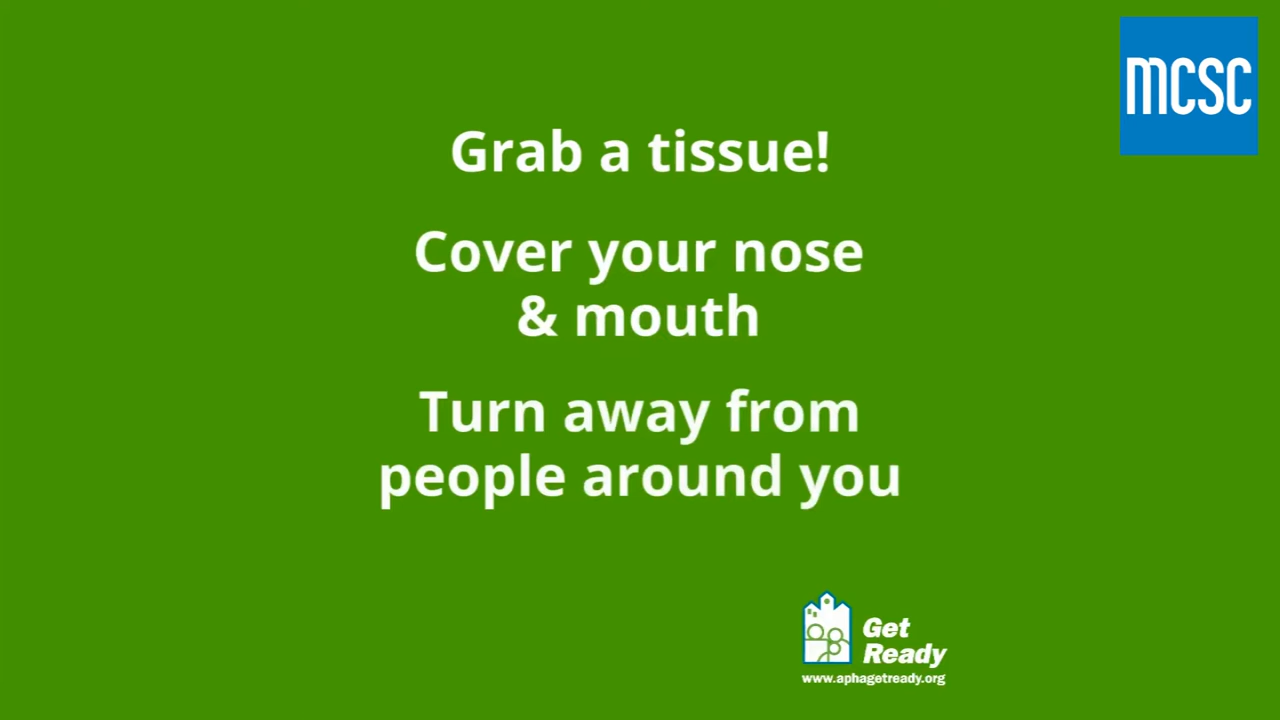 MCSC
Grab a tissue!
Cover your nose
& mouth
Turn away from
people around you
Get
Ready
www.aphagetready.org